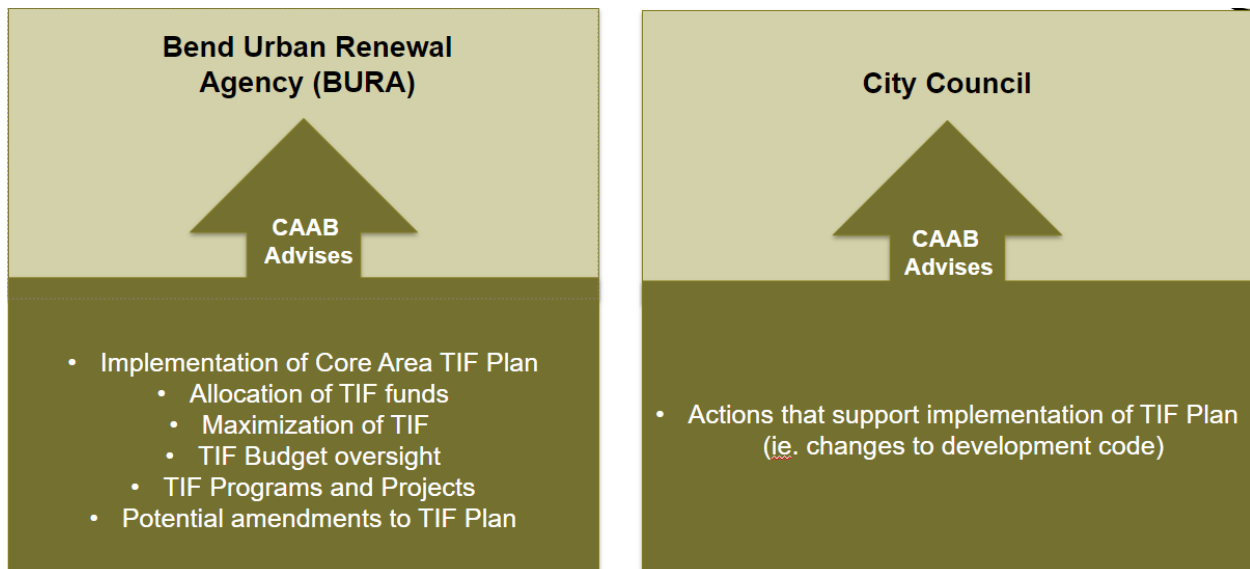 Bend Urban Renewal
Agency (BURA)
CAAB
Advises
• Implementation of Core Area TIF Plan
• Allocation of TIF funds
• Maximization of TIF
• TIF Budget oversight
• TIF Programs and Projects
• Potential amendments to TIF Plan
City Council
CAAB
Advises
• Actions that support implementation of TIF Plan
(ie. changes to development code)